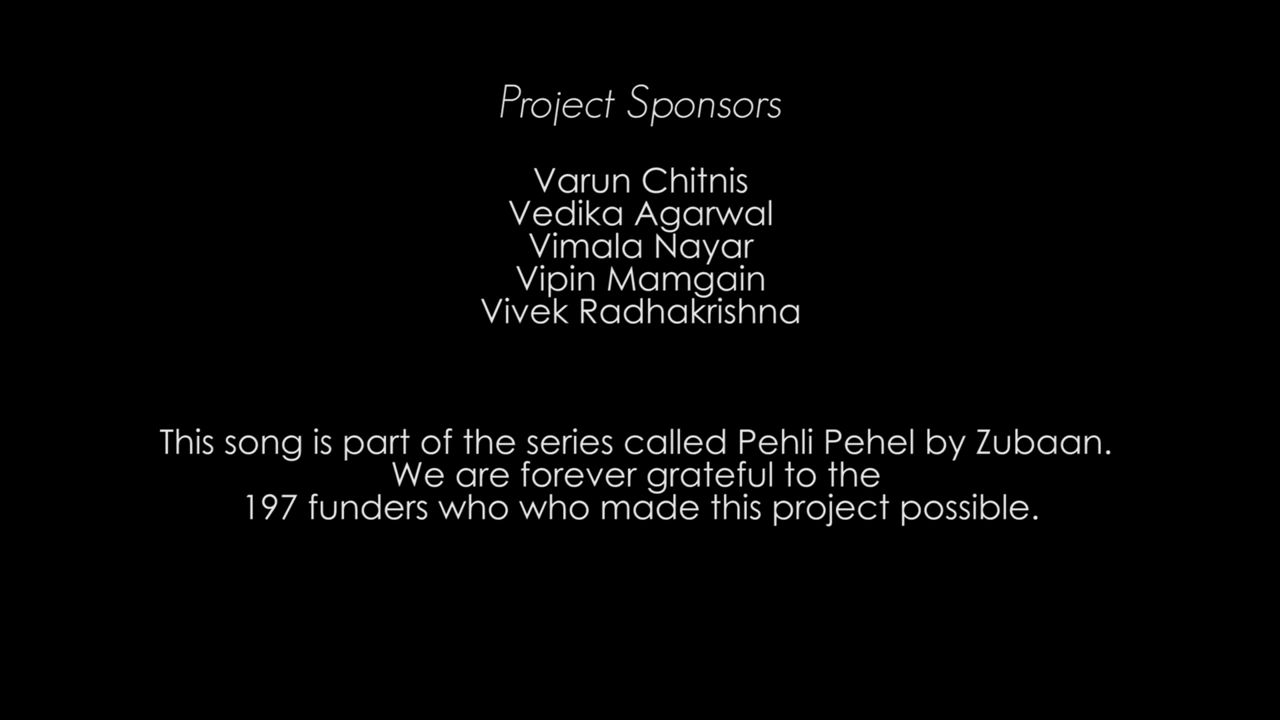 Project Sponsors
Varun Chitnis
Vedika Agarwal
Vimala Nayar
Vipin Mamgain
Vivek Radhakrishna
This song is part of the series called Pehli Pehel by Zubaan.
We are forever grateful to the
197 funders who who made this project possible.